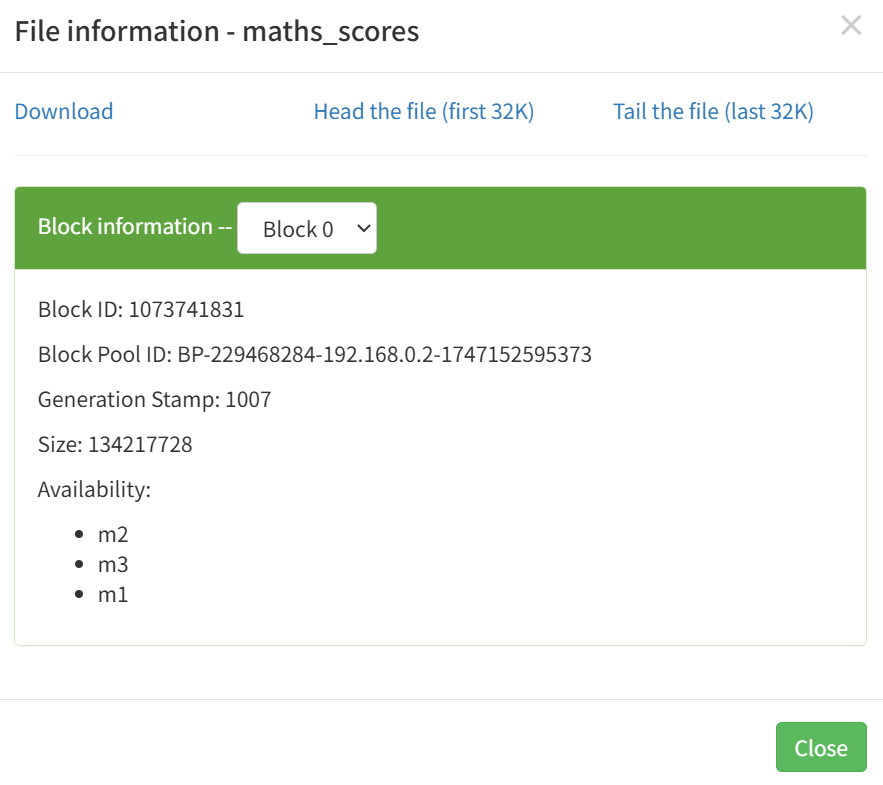 File information - maths_scores
Download Head the file (first 32K) Tail the file (last 32K)
Block information -- Block 0
Block ID: 1073741831
Block Pool ID: BP-229468284-192.168.0.2-1747152595373
Generation Stamp: 1007
Size: 134217728
Availability:
m2
m3
m1
Close